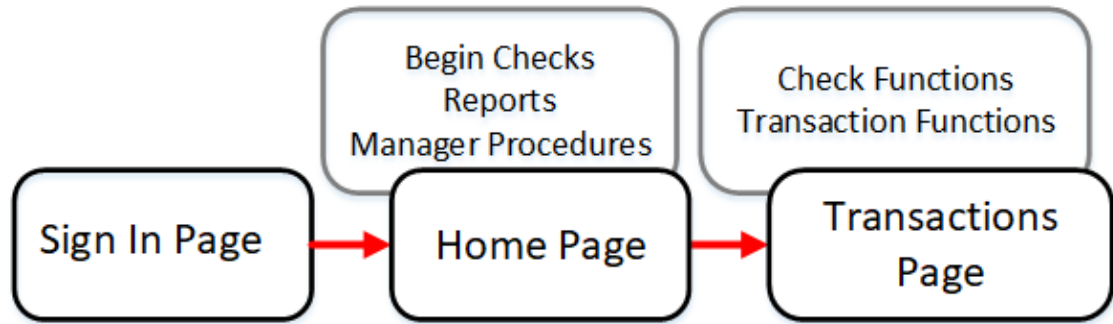 Begin Checks
Reports
Manager Procedures
Check Functions
Transaction Functions
Sign In Page
Home Page
Transactions
Page